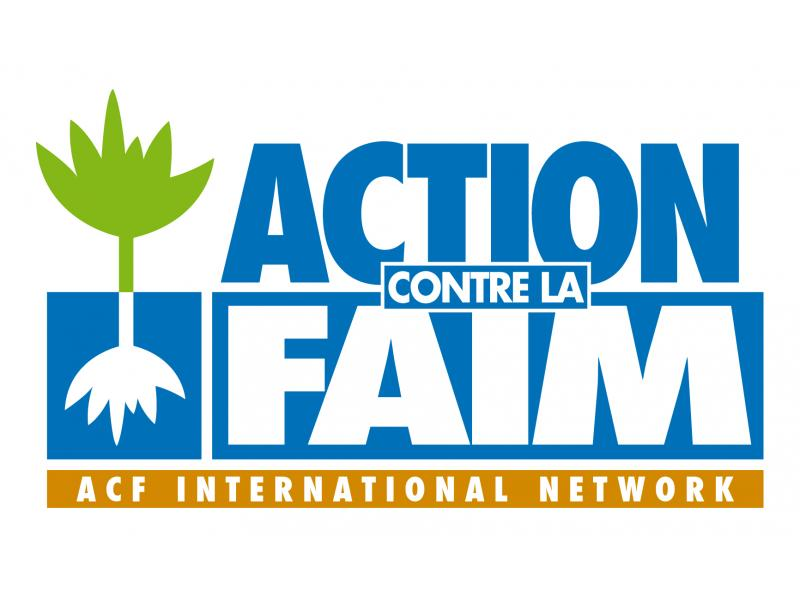 ACTION
CONTRE LA
FAIM
ACF INTERNATIONAL NETWORK